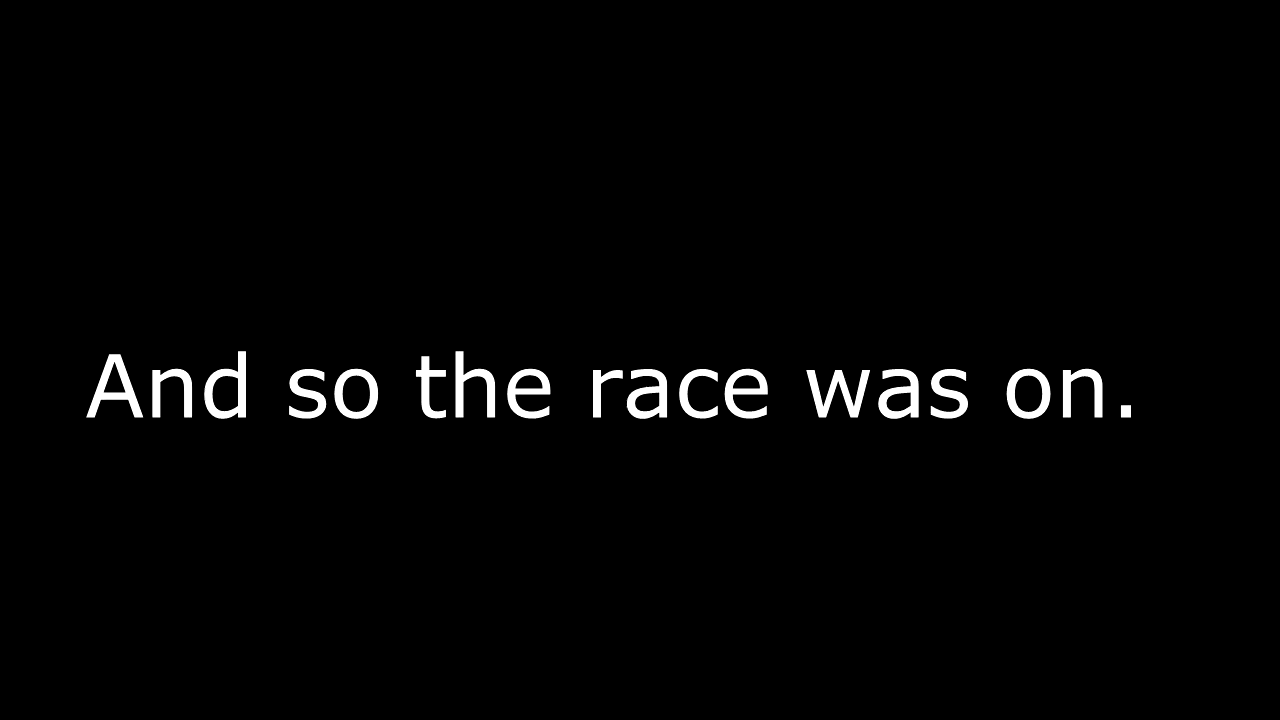 And so the race was on.